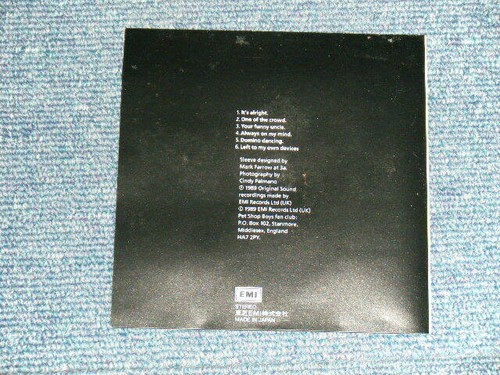 1. It's alright.
2. One of the crowd.
3. Your funny uncle.
4. Always on my mind.
5. Domino dancing.
6. Left to my own devices
Sleeve designed by
Mark Farrow at 3a.
Photography by
Cindy Palmano
℗ 1989 Original Sound
recordings made by
EMI Records Ltd (UK)
© 1989 EMI Records Ltd (UK)
Pet Shop Boys fan club:
P.O. Box 102, Stanmore,
Middlesex, England
HA7 2PY.
EMI
STEREO
東芝EMI株式会社
MADE IN JAPAN